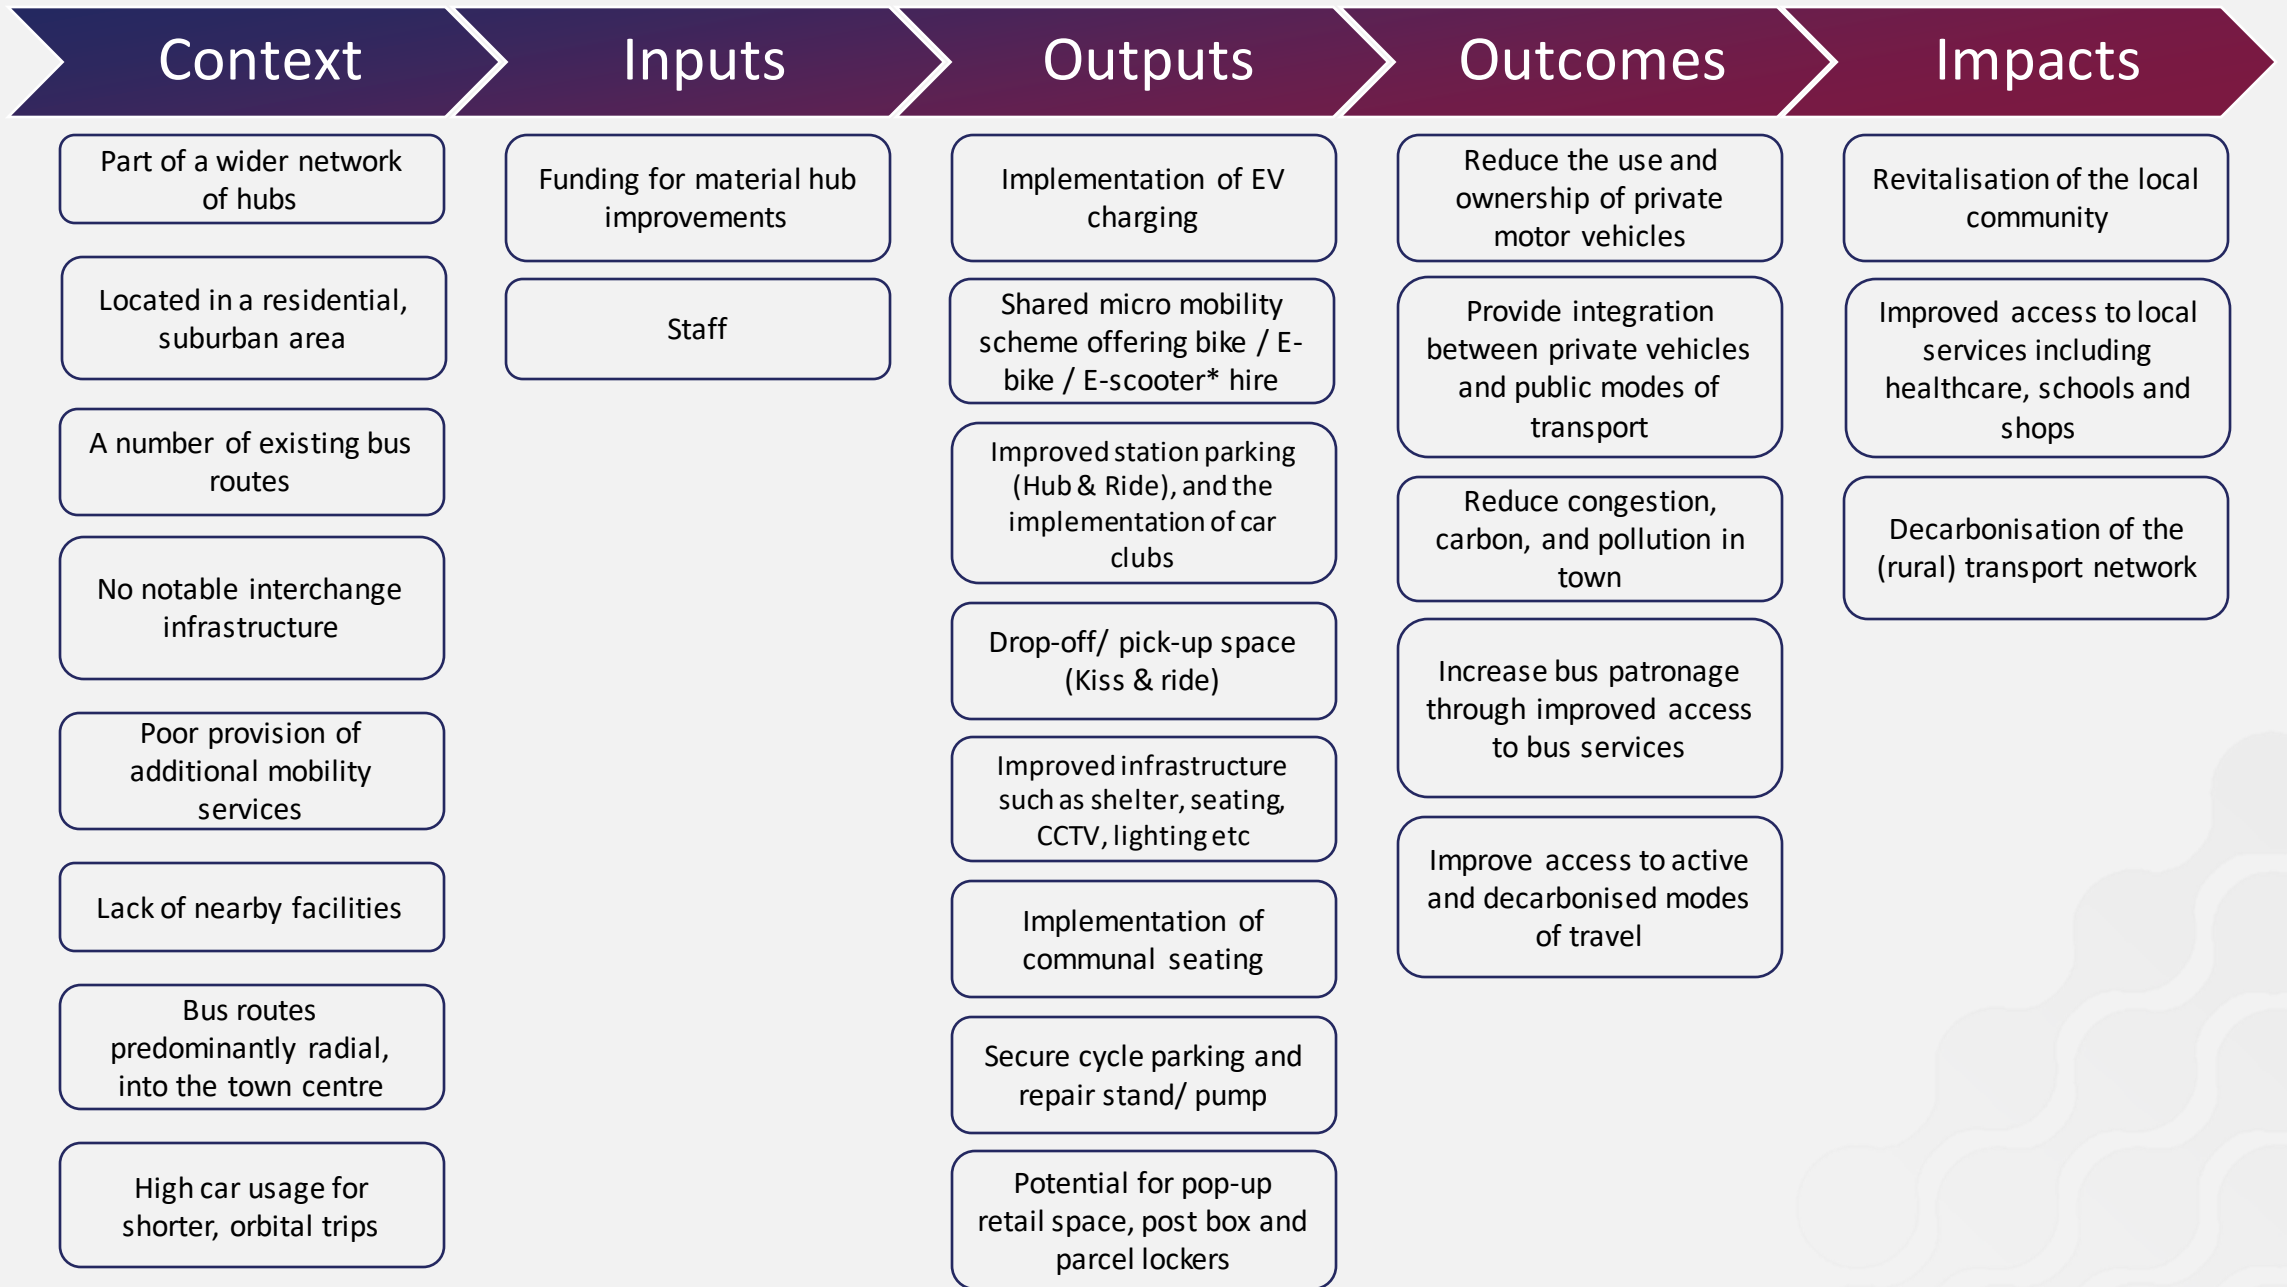 Context
Inputs
Outputs
Outcomes
Impacts
Part of a wider network
of hubs
Located in a residential,
suburban area
A number of existing bus
routes
No notable interchange
infrastructure
Poor provision of
additional mobility
services
Lack of nearby facilities
Bus routes
predominantly radial,
into the town centre
High car usage for
shorter, orbital trips
Funding for material hub
improvements
Staff
Implementation of EV
charging
Shared micro mobility
scheme offering bike / E-
bike / E-scooter* hire
Improved station parking
(Hub & Ride), and the
implementation of car
clubs
Drop-off/ pick-up space
(Kiss & ride)
Improved infrastructure
such as shelter, seating,
CCTV, lighting etc
Implementation of
communal seating
Secure cycle parking and
repair stand/ pump
Potential for pop-up
retail space, post box and
parcel lockers
Reduce the use and
ownership of private
motor vehicles
Provide integration
between private vehicles
and public modes of
transport
Reduce congestion,
carbon, and pollution in
town
Increase bus patronage
through improved access
to bus services
Improve access to active
and decarbonised modes
of travel
Revitalisation of the local
community
Improved access to local
services including
healthcare, schools and
shops
Decarbonisation of the
(rural) transport network